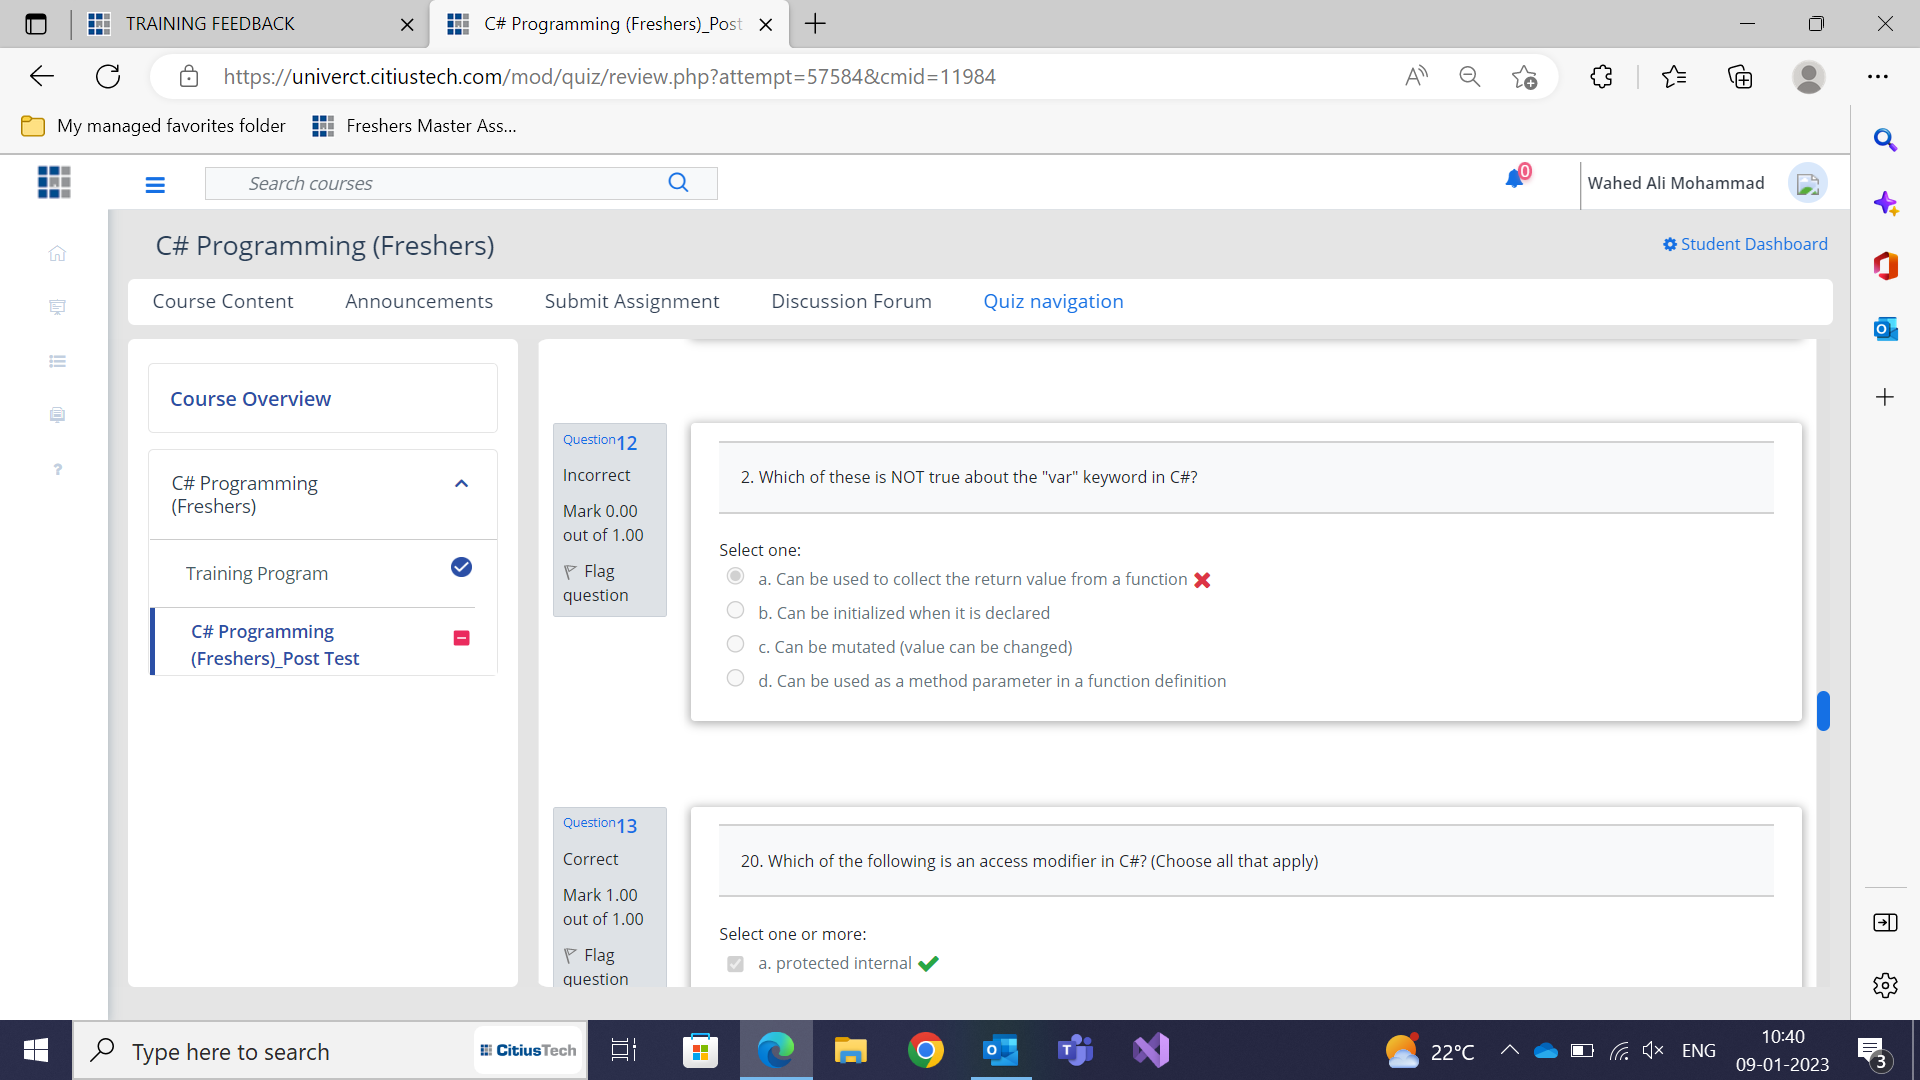 TRAINING FEEDBACK
C# Programming (Freshers)_Post
https://univerct.citiustech.com/mod/quiz/review.php?attempt=57584&cmid=11984
My managed favorites folder
Freshers Master Ass...
Search courses
0
Wahed Ali Mohammad
C# Programming (Freshers)
Student Dashboard
Course Content
Announcements
Submit Assignment
Discussion Forum
Quiz navigation
Course Overview
C# Programming
(Freshers)
Training Program
C# Programming
(Freshers)_Post Test
Question 12
Incorrect
Mark 0.00
out of 1.00
Flag
question
2. Which of these is NOT true about the "var" keyword in C#?
Select one:
a. Can be used to collect the return value from a function
b. Can be initialized when it is declared
c. Can be mutated (value can be changed)
d. Can be used as a method parameter in a function definition
Question 13
Correct
Mark 1.00
out of 1.00
Flag
question
20. Which of the following is an access modifier in C#? (Choose all that apply)
Select one or more:
a. protected internal
Type here to search
CitiusTech
22°C
ENG
10:40
09-01-2023
3